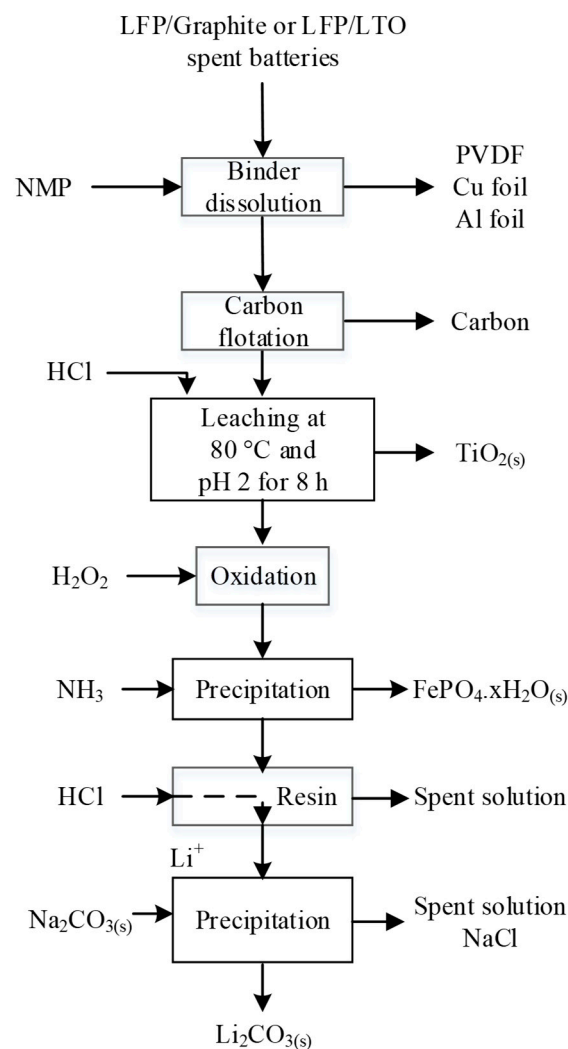 LFP/Graphite or LFP/LTO
spent batteries
NMP
Binder
dissolution
PVDF
Cu foil
Al foil
Carbon
flotation
Carbon
HCl
Leaching at
80 °C and
pH 2 for 8 h
TiO₂(s)
H₂O₂
Oxidation
NH₃
Precipitation
FePO₄.xH₂O(s)
HCl
Resin
Spent solution
Li⁺
Na₂CO₃(s)
Precipitation
Spent solution
NaCl
Li₂CO₃(s)